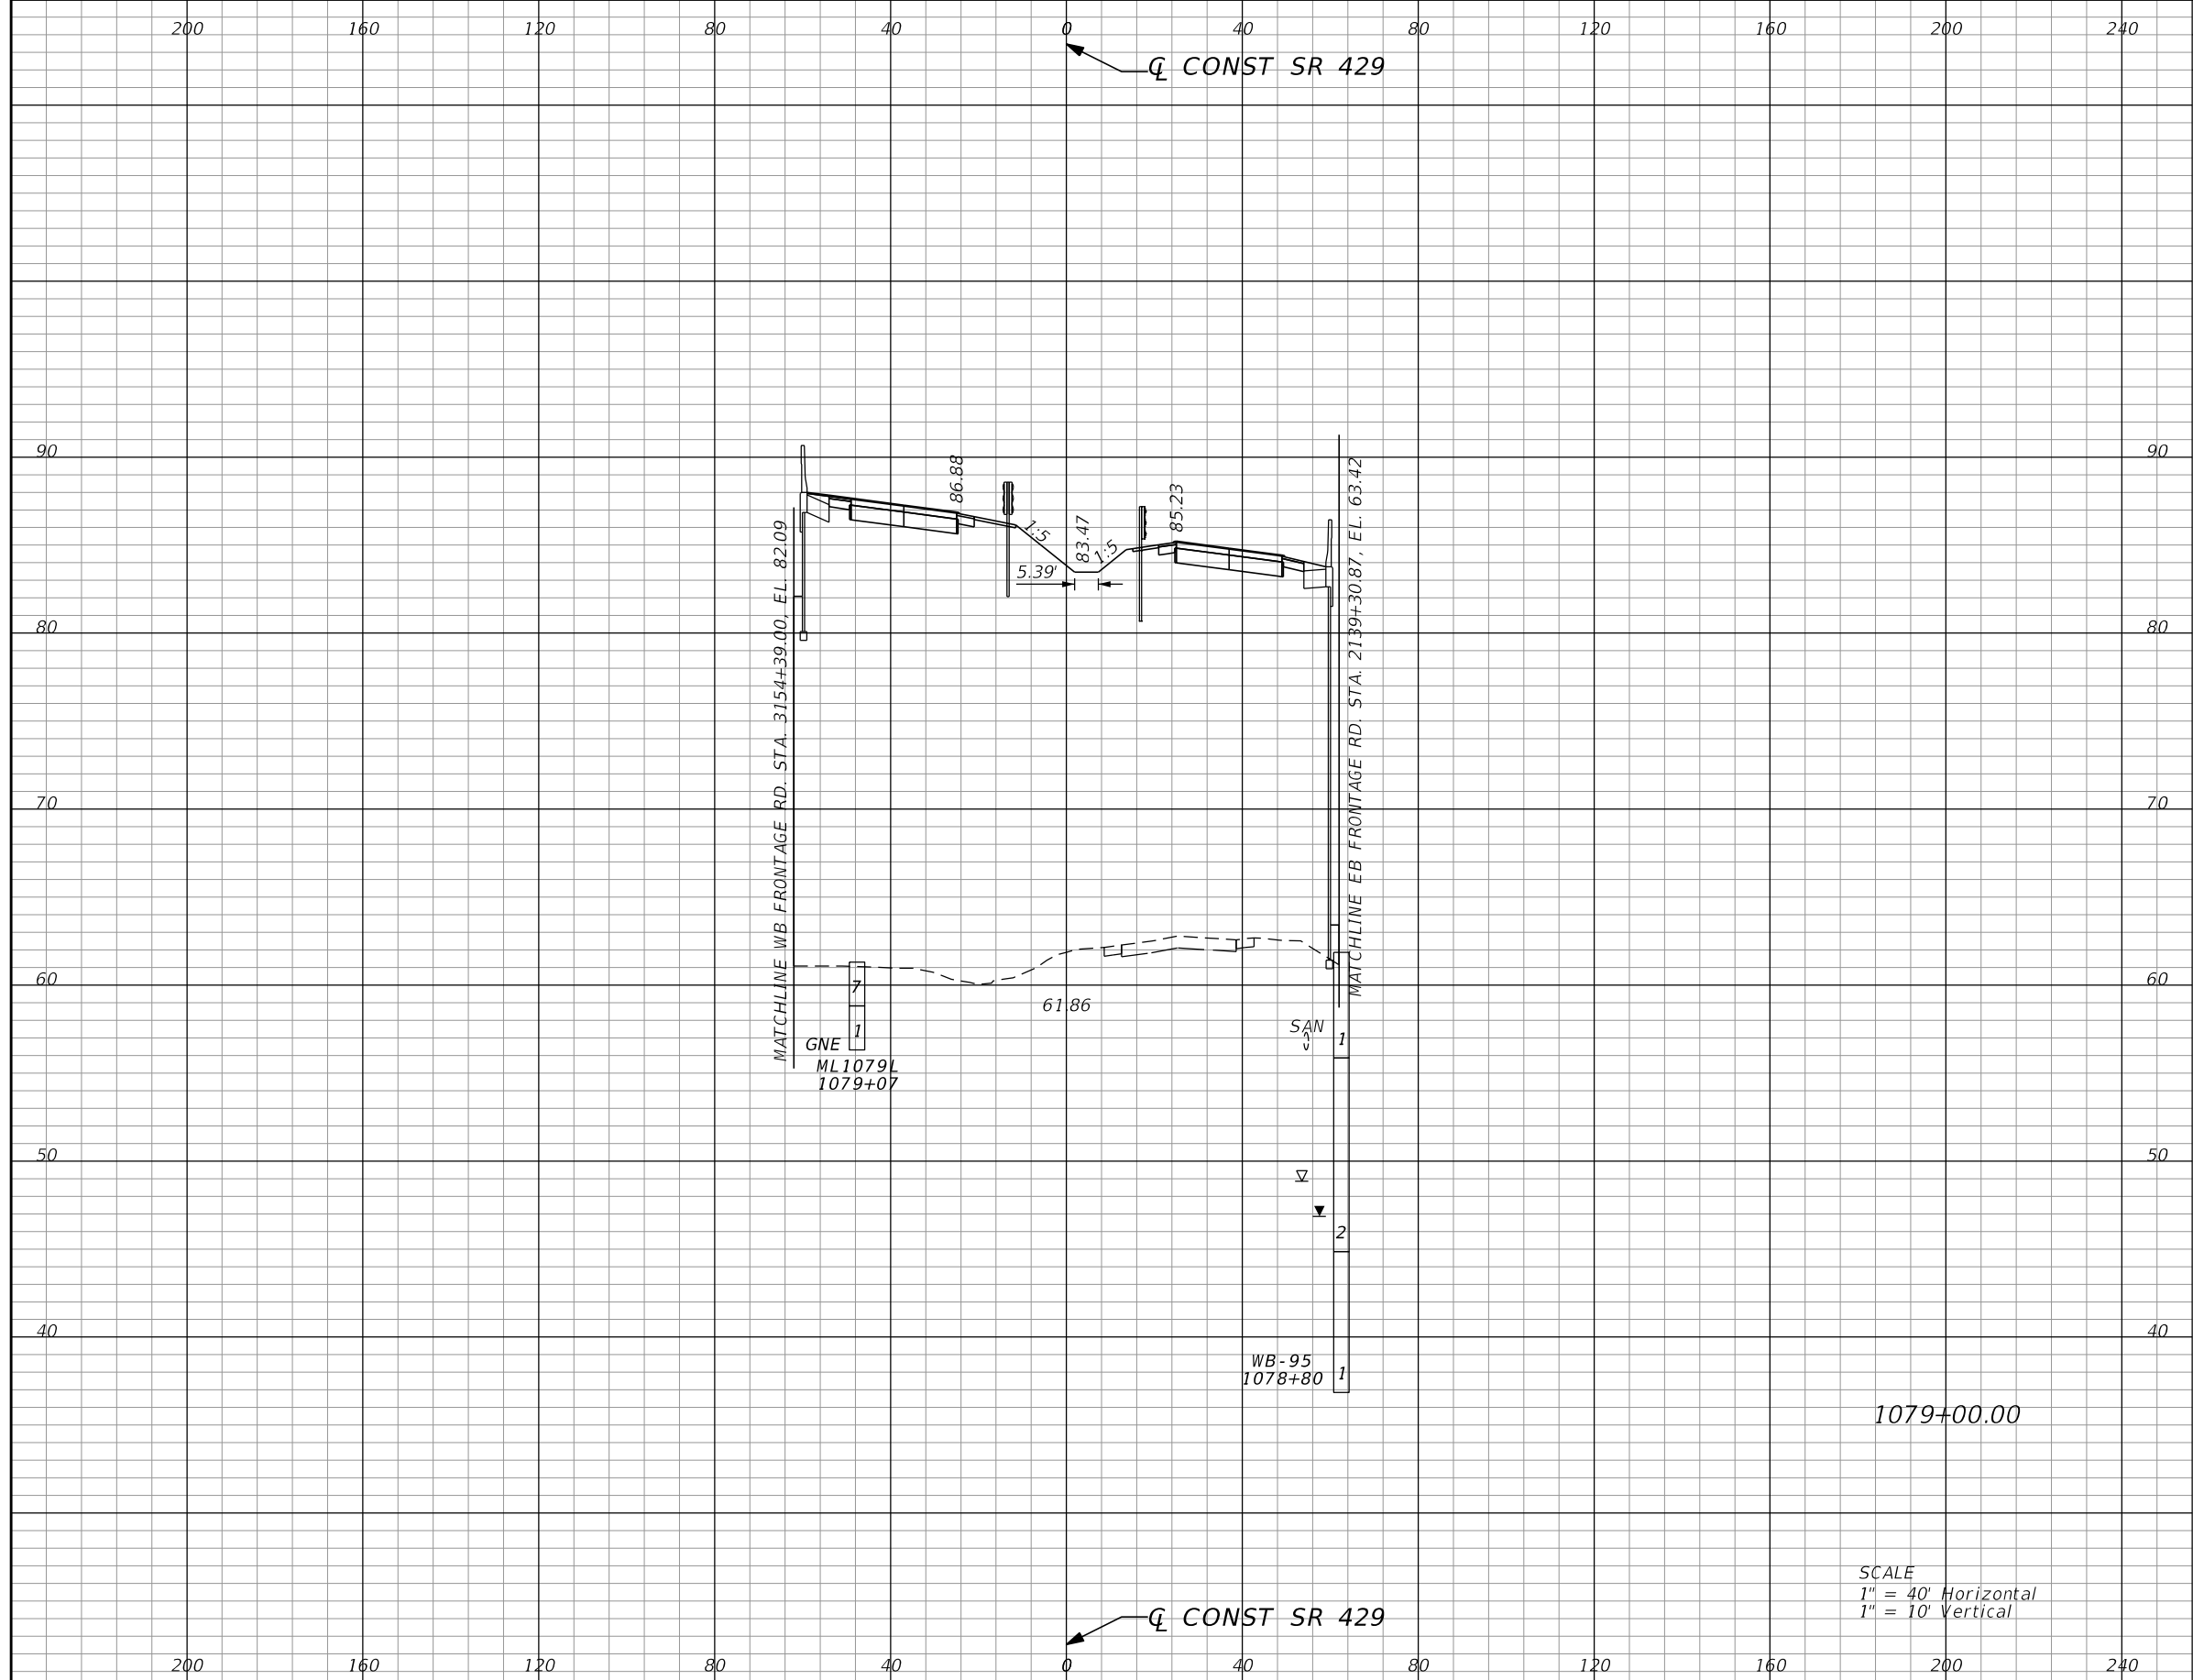 200 160 120 80 40 0 40 80 120 160 200 240
℄ CONST SR 429
90 90
86.88
85.23
83.47
1:5
1:5
5.39'
80 80
70 70
MATCHLINE WB FRONTAGE RD. STA. 3154+39.00, EL. 82.09
MATCHLINE EB FRONTAGE RD. STA. 2139+30.87, EL. 63.42
60 60
7
61.86
1
GNE
ML1079L
1079+07
SAN
1
50 50
2
40 40
WB-95
1078+80
1
1079+00.00
SCALE
1" = 40' Horizontal
1" = 10' Vertical
℄ CONST SR 429
200 160 120 80 40 0 40 80 120 160 200 240